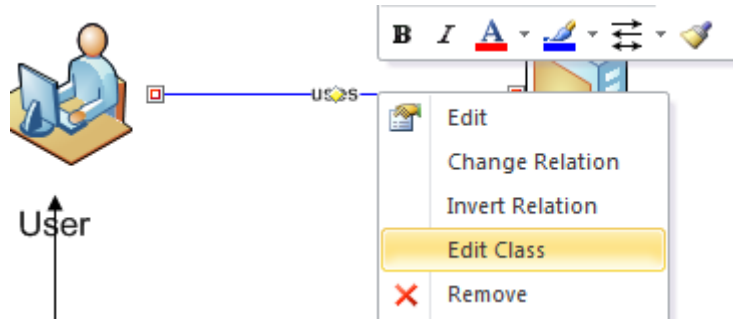 B I A
uses
Edit
Change Relation
Invert Relation
Edit Class
Remove
User